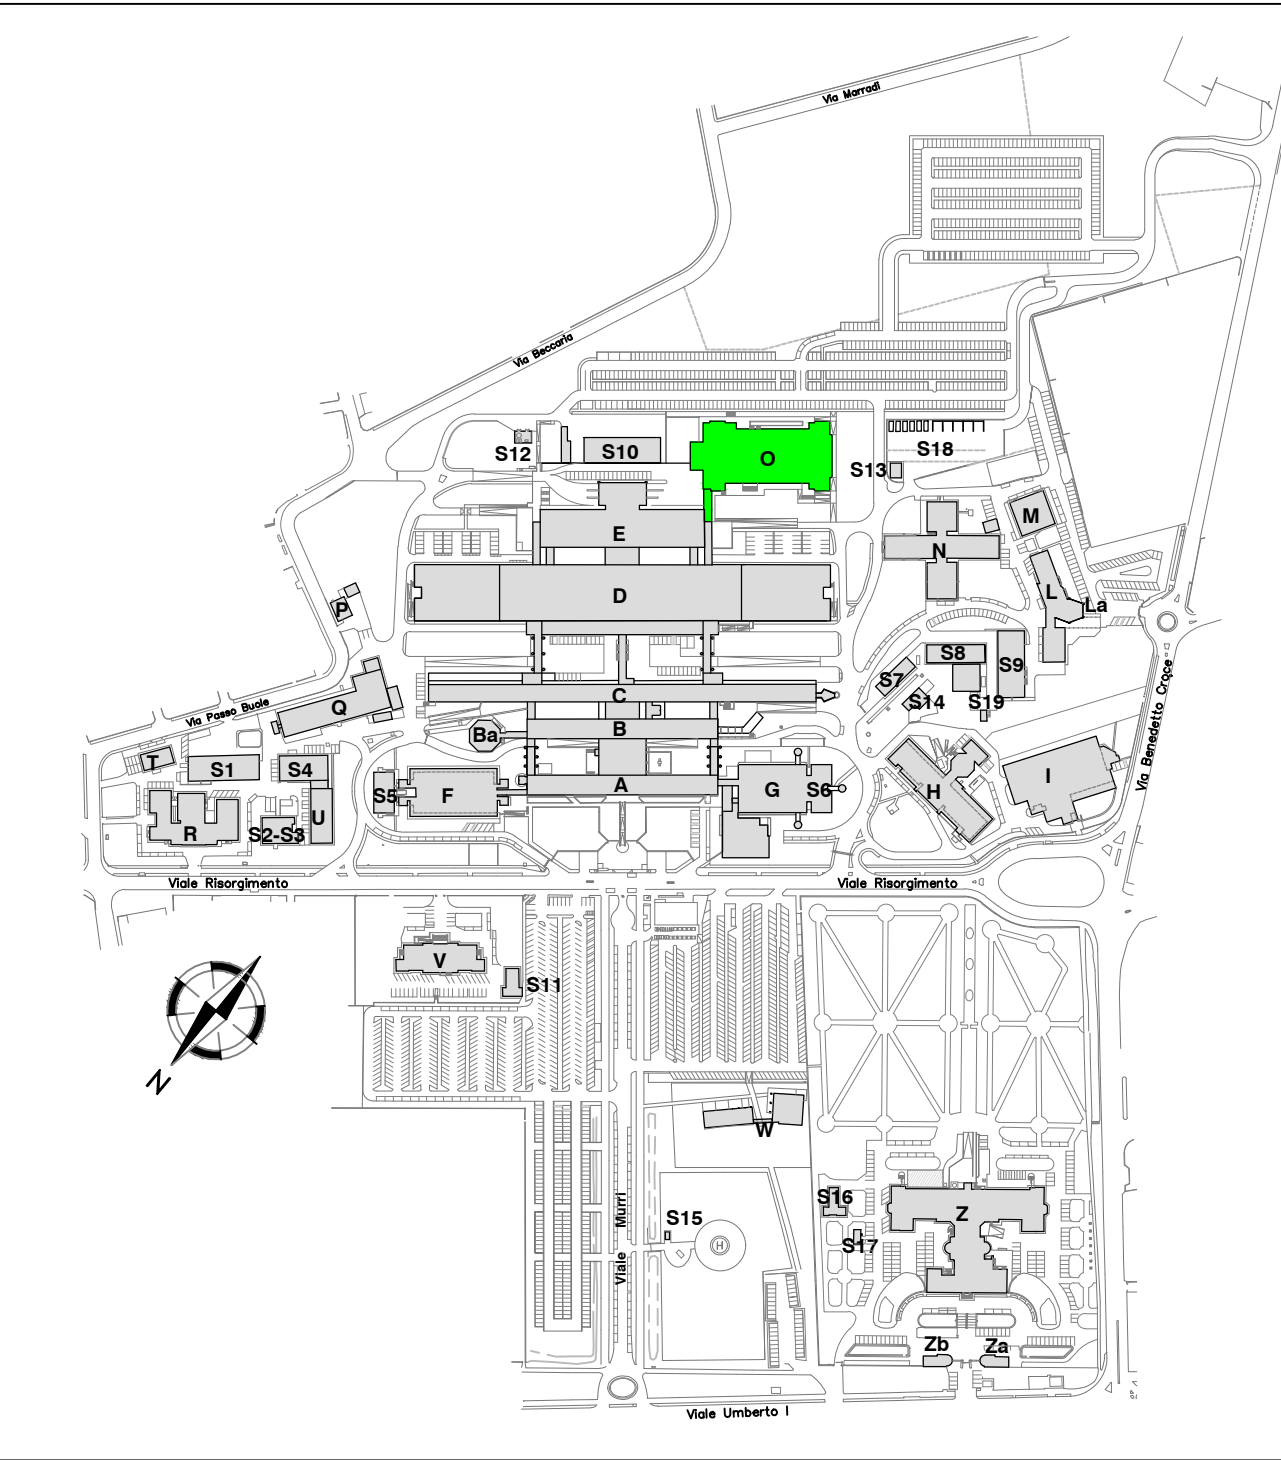 Via Marradi
Via Beccaria
S12
S10
O
S13
S18
E
N
M
D
P
L
La
S8
S9
S7
S14
S19
C
Via Passo Buole
Q
B
Ba
Via Benedetto Croce
T
S1
S4
S5
F
A
G
S6
H
I
R
S2-S3
U
Viale Risorgimento
Viale Risorgimento
V
S11
N
W
S16
Z
S15
S17
H
Viale Murri
Zb
Za
Viale Umberto I